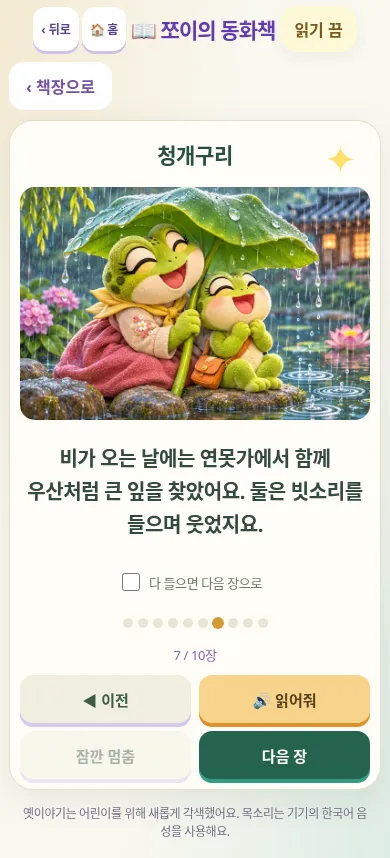 ‹ 뒤로
🏠 홈
📖 쪼이의 동화책
읽기 끝
‹ 책장으로
청개구리
비가 오는 날에는 연못가에서 함께
우산처럼 큰 잎을 찾았어요. 둘은 빗소리를
들으며 웃었지요.
다 들으면 다음 장으로
7 / 10장
◀ 이전
🔊 읽어줘
잠깐 멈춤
다음 장
옛이야기는 어린이를 위해 새롭게 각색했어요. 목소리는 기기의 한국어 음
성을 사용해요.